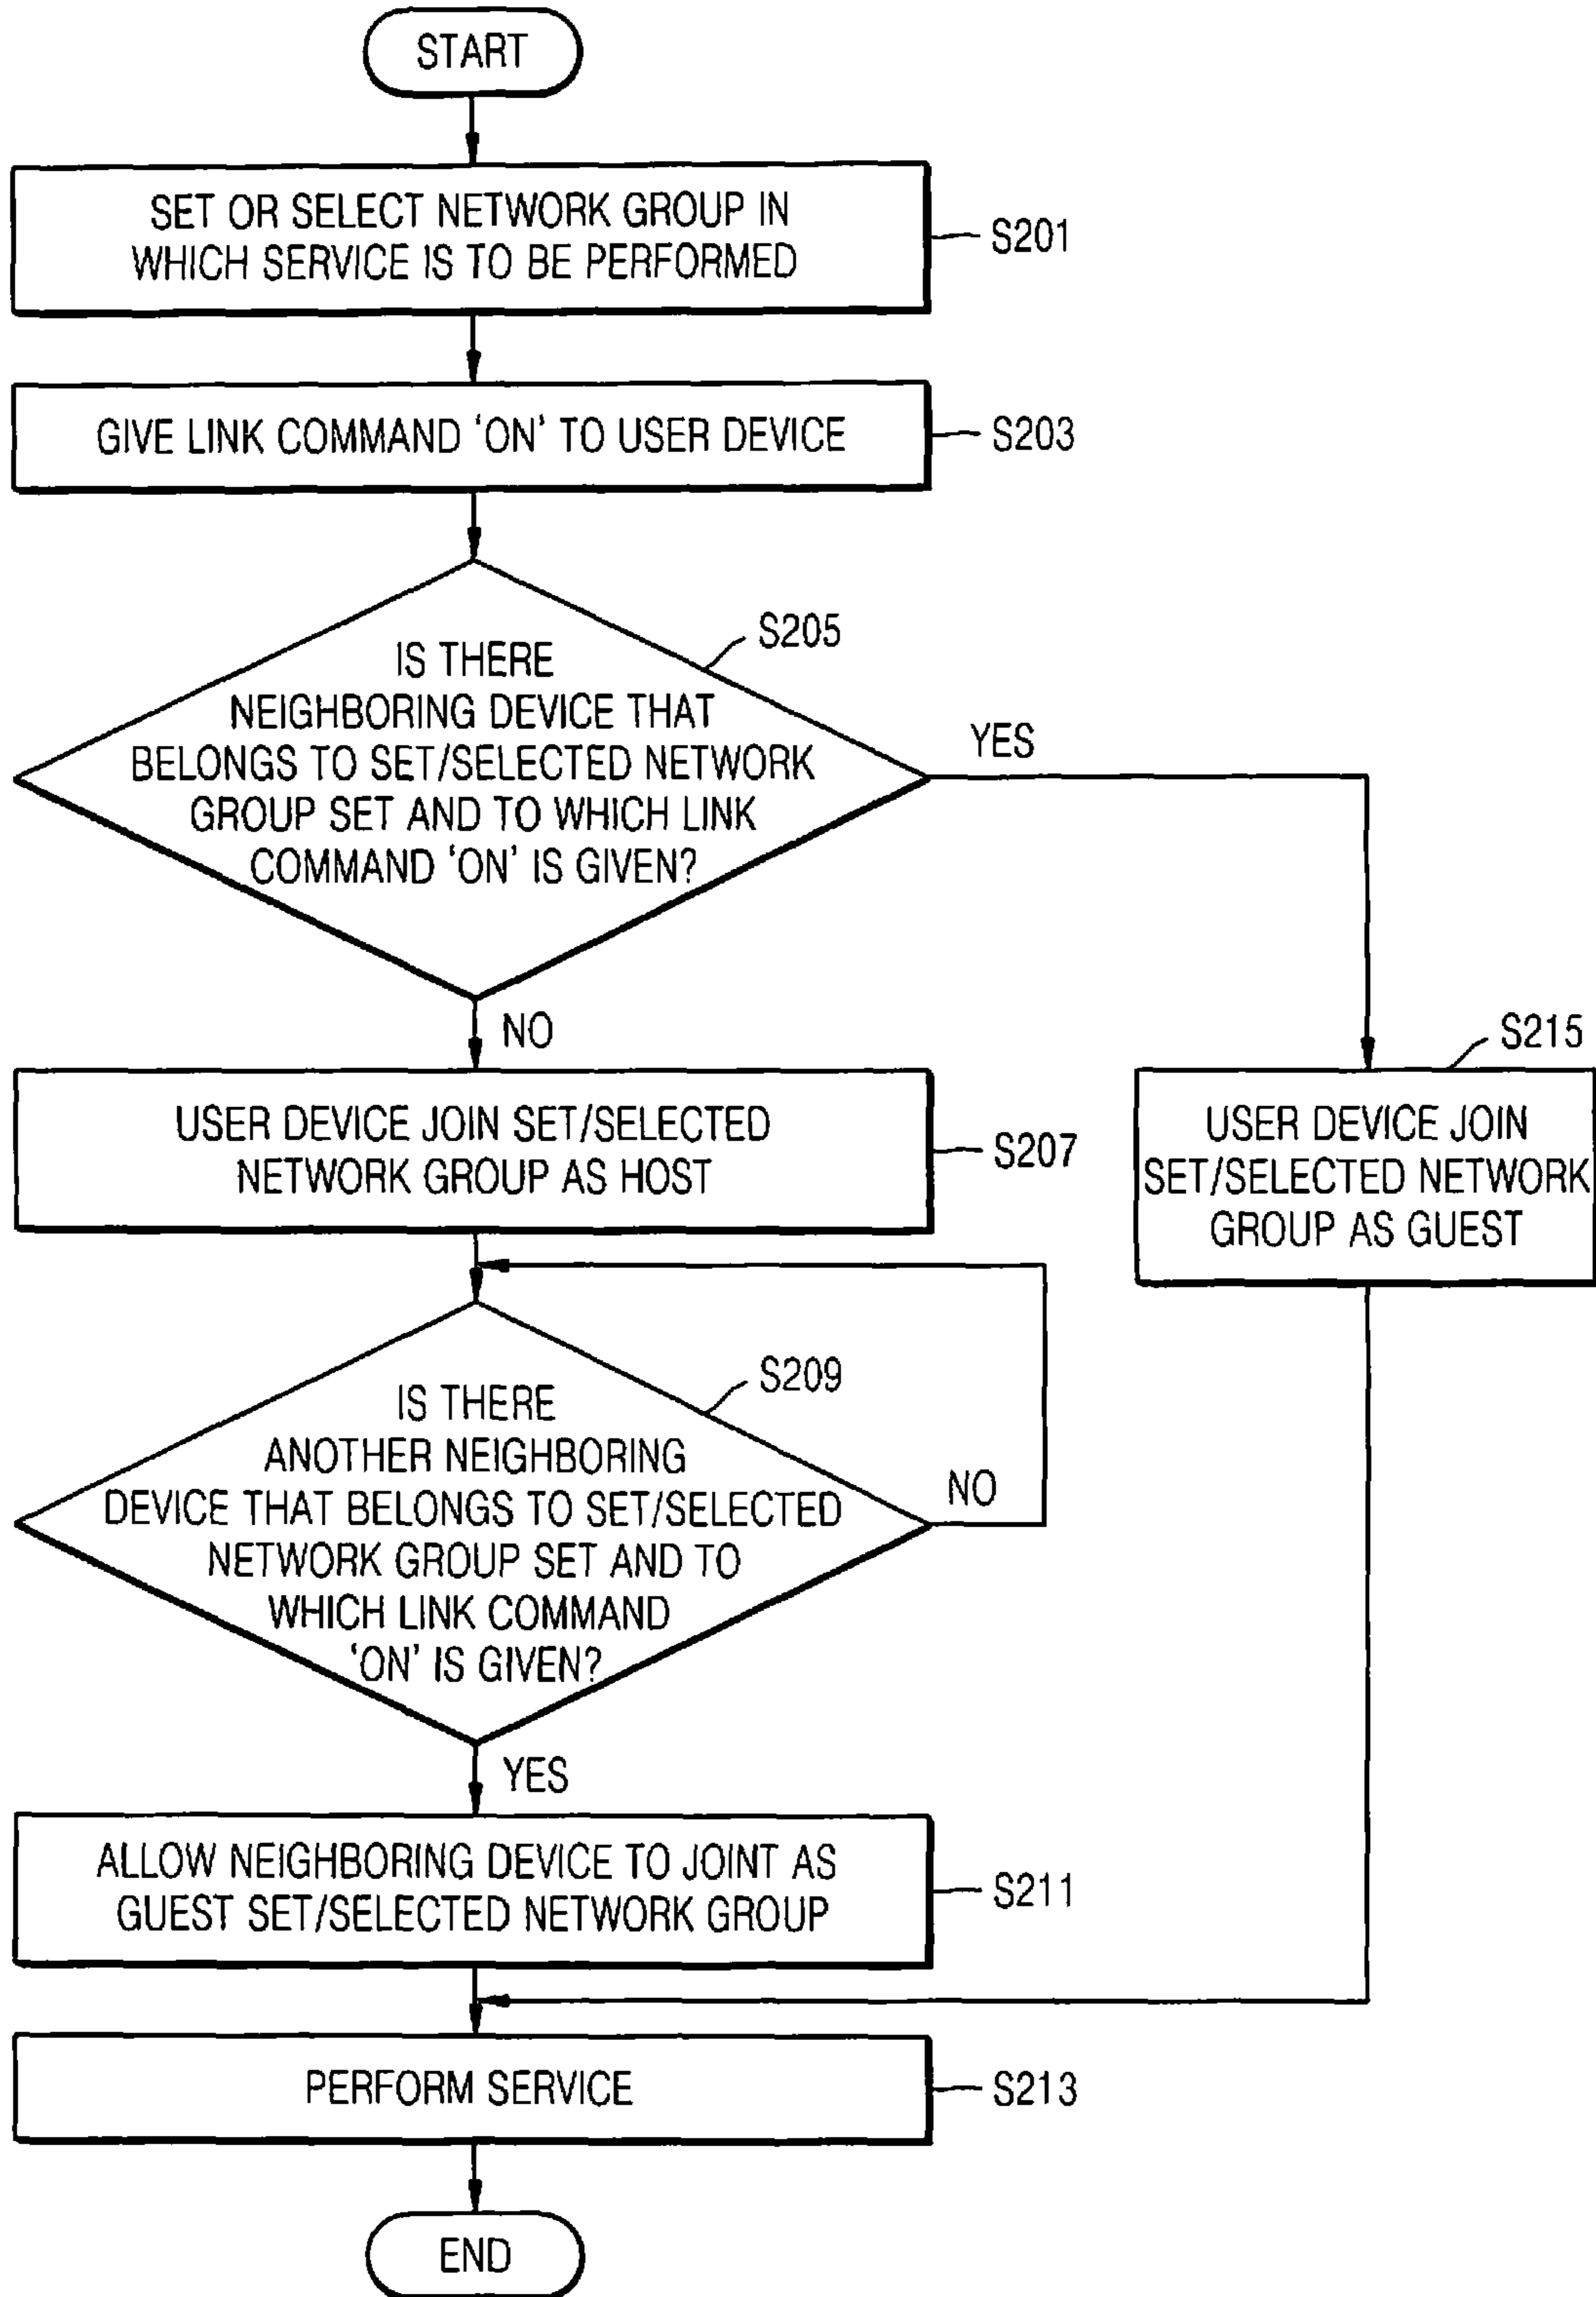 START
SET OR SELECT NETWORK GROUP IN
WHICH SERVICE IS TO BE PERFORMED
S201
GIVE LINK COMMAND ‘ON’ TO USER DEVICE
S203
S205
IS THERE
NEIGHBORING DEVICE THAT
BELONGS TO SET/SELECTED NETWORK
GROUP SET AND TO WHICH LINK
COMMAND ‘ON’ IS GIVEN?
YES
NO
USER DEVICE JOIN SET/SELECTED
NETWORK GROUP AS HOST
S207
S215
USER DEVICE JOIN
SET/SELECTED NETWORK
GROUP AS GUEST
S209
IS THERE
ANOTHER NEIGHBORING
DEVICE THAT BELONGS TO SET/SELECTED
NETWORK GROUP SET AND TO
WHICH LINK COMMAND
‘ON’ IS GIVEN?
NO
YES
ALLOW NEIGHBORING DEVICE TO JOINT AS
GUEST SET/SELECTED NETWORK GROUP
S211
PERFORM SERVICE
S213
END